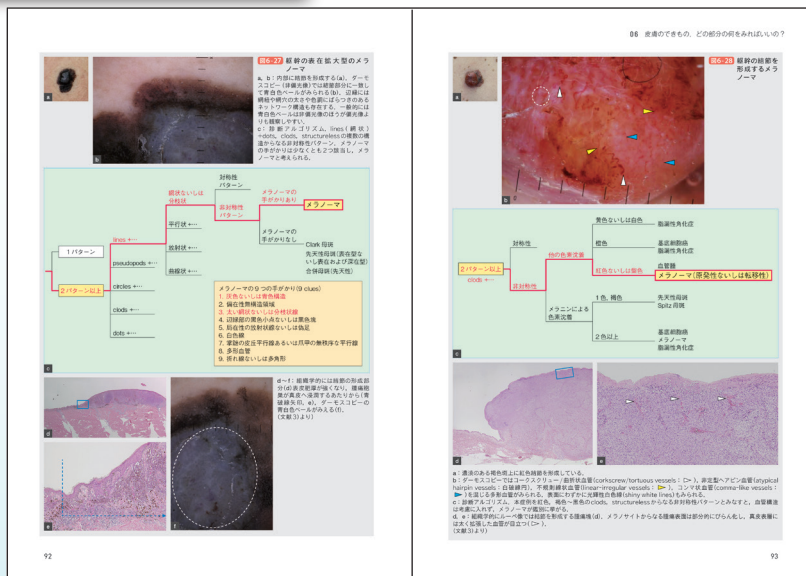 図6-27 躯幹の表在拡大型のメラノーマ
a，b：内部に結節を形成する(a)．ダーモスコピー(非偏光像)では結節部分に一致して青白色ベールがみられる(b)．辺縁には網紐や網穴の太さや色調にばらつきのあるネットワーク構造も存在する．一般的には青白色ベールは非偏光像のほうが偏光像よりも観察しやすい．
c：診断アルゴリズム．lines(網状)+dots，clods，structurelessの複数の構造からなる非対称性パターン．メラノーマの手がかりは少なくとも2つ該当し，メラノーマと考えられる．
a
b
1パターン
2パターン以上
lines +…
pseudopods +…
circles +…
clods +…
dots +…
網状ないしは分枝状
平行状 +…
放射状 +…
曲線状 +…
対称性パターン
非対称性パターン
メラノーマの手がかりあり
メラノーマ
メラノーマの手がかりなし
Clark 母斑
先天性母斑(表在型ないし表在および深在型)
合併母斑(先天性)
メラノーマの9つの手がかり(9 clues)
1. 灰色ないしは青色構造
2. 偏在性無構造領域
3. 太い網状ないしは分枝状線
4. 辺縁部の黒色小点ないしは黒色塊
5. 局在性の放射状線ないしは偽足
6. 白色線
7. 掌蹠の皮丘平行線あるいは爪甲の無秩序な平行線
8. 多形血管
9. 折れ線ないしは多角形
c
d
e
f
d〜f：組織学的には結節の形成部分(d)表皮肥厚が強くなり，腫瘍胞巣が真皮へ浸潤するあたりから(青破線矢印，e)，ダーモスコピーの青白色ベールがみえる(f)．
(文献3)より)
92
06 皮膚のできもの，どの部分の何をみればいいの？
図6-28 躯幹の結節を形成するメラノーマ
a
b
2パターン以上
clods +…
対称性
非対称性
他の色素沈着
メラニンによる色素沈着
黄色ないしは白色
脂漏性角化症
橙色
基底細胞癌
脂漏性角化症
紅色ないしは紫色
血管腫
メラノーマ(原発性ないしは転移性)
1色，褐色
先天性母斑
Spitz 母斑
2色以上
基底細胞癌
メラノーマ
脂漏性角化症
c
d
e
a：濃淡のある褐色斑上に紅色結節を形成している．
b：ダーモスコピーではコークスクリュー/曲折状血管(corkscrew/tortuous vessels：▷)，非定型ヘアピン血管(atypical hairpin vessels：白破線円)，不規則線状血管(linear-irregular vessels：▶)，コンマ状血管(comma-like vessels：▶)を混じる多形血管がみられる．表面にわずかに光輝性白色線(shiny white lines)もみられる．
c：診断アルゴリズム．本症例を紅色，褐色〜黒色のclods，structurelessからなる非対称性パターンとみなすと，血管構造は考慮に入れず，メラノーマが鑑別に挙がる．
d，e：組織学的にルーペ像では結節を形成する腫瘍塊(d)．メラノサイトからなる腫瘍表面は部分的にびらん化し，真皮表層には太く拡張した血管が目立つ(▷)．
(文献3)より)
93